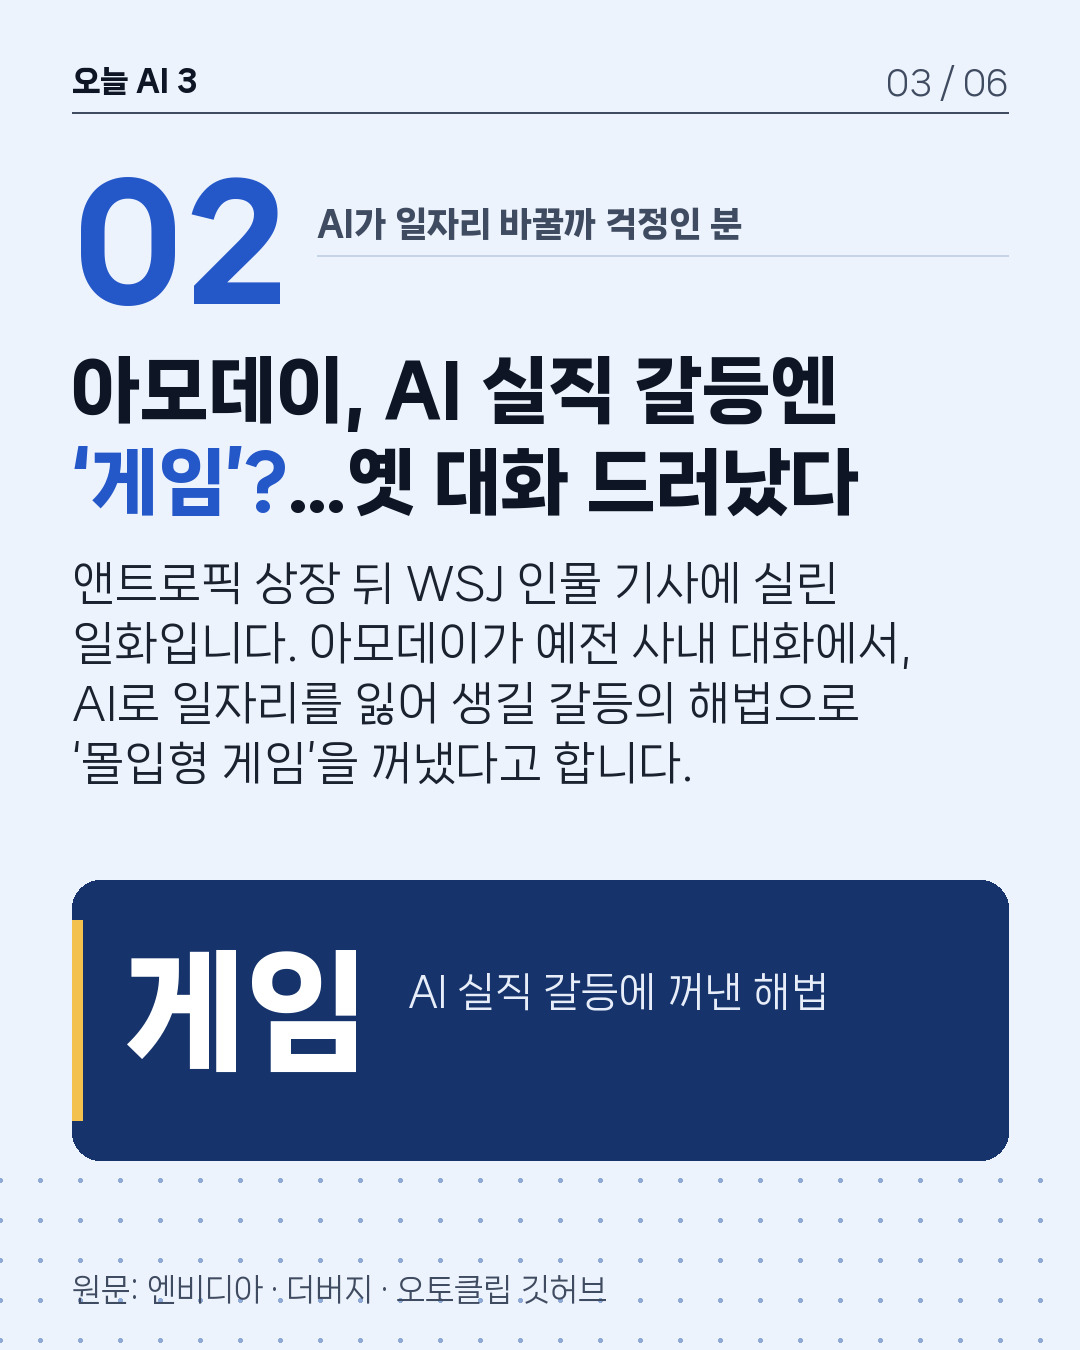 오늘 AI 3
03 / 06
02
AI가 일자리 바꿀까 걱정인 분
아모데이, AI 실직 갈등엔
‘게임’?...옛 대화 드러났다
앤트로픽 상장 뒤 WSJ 인물 기사에 실린
일화입니다. 아모데이가 예전 사내 대화에서,
AI로 일자리를 잃어 생길 갈등의 해법으로
‘몰입형 게임’을 꺼냈다고 합니다.
게임
AI 실직 갈등에 꺼낸 해법
원문: 엔비디아 · 더버지 · 오토클립 깃허브